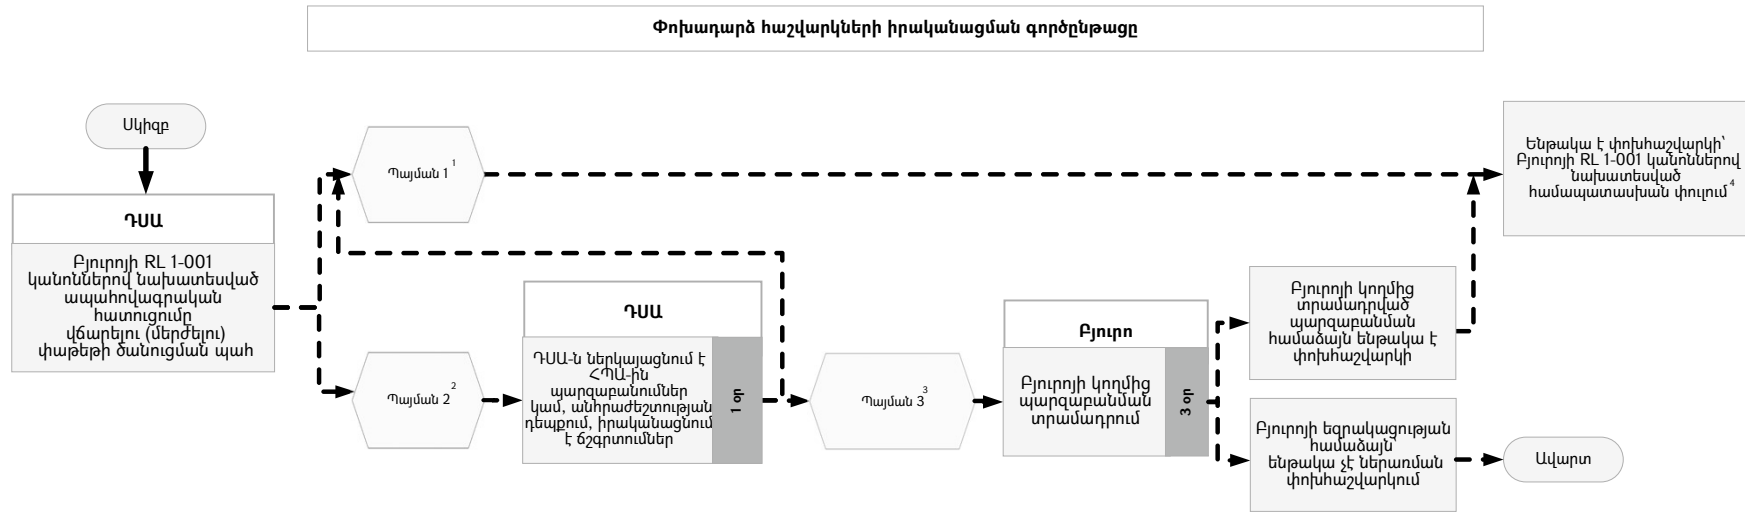 Փոխադարձ հաշվարկների իրականացման գործընթացը
Սկիզբ
ԴՍԱ
Բյուրոյի RL 1-001
կանոններով նախատեսված
ապահովագրական
հատուցումը
վճարելու (մերժելու)
փաթեթի ծանուցման պահ
Պայման 1 1
Պայման 2 2
ԴՍԱ
ԴՍԱ-ն ներկայացնում է
ՀՊԱ-ին
պարզաբանումներ
կամ, անհրաժեշտության
դեպքում, իրականացնում
է ճշգրտումներ
1 օր
Պայման 3 3
Բյուրո
Բյուրոյի կողմից
պարզաբանման
տրամադրում
3 օր
Բյուրոյի կողմից
տրամադրված
պարզաբանման
համաձայն ենթակա է
փոխհաշվարկի
Բյուրոյի եզրակացության
համաձայն՝
ենթակա չէ ներառման
փոխհաշվարկում
Ենթակա է փոխհաշվարկի՝
Բյուրոյի RL 1-001 կանոններով
նախատեսված
համապատասխան փուլում 4
Ավարտ